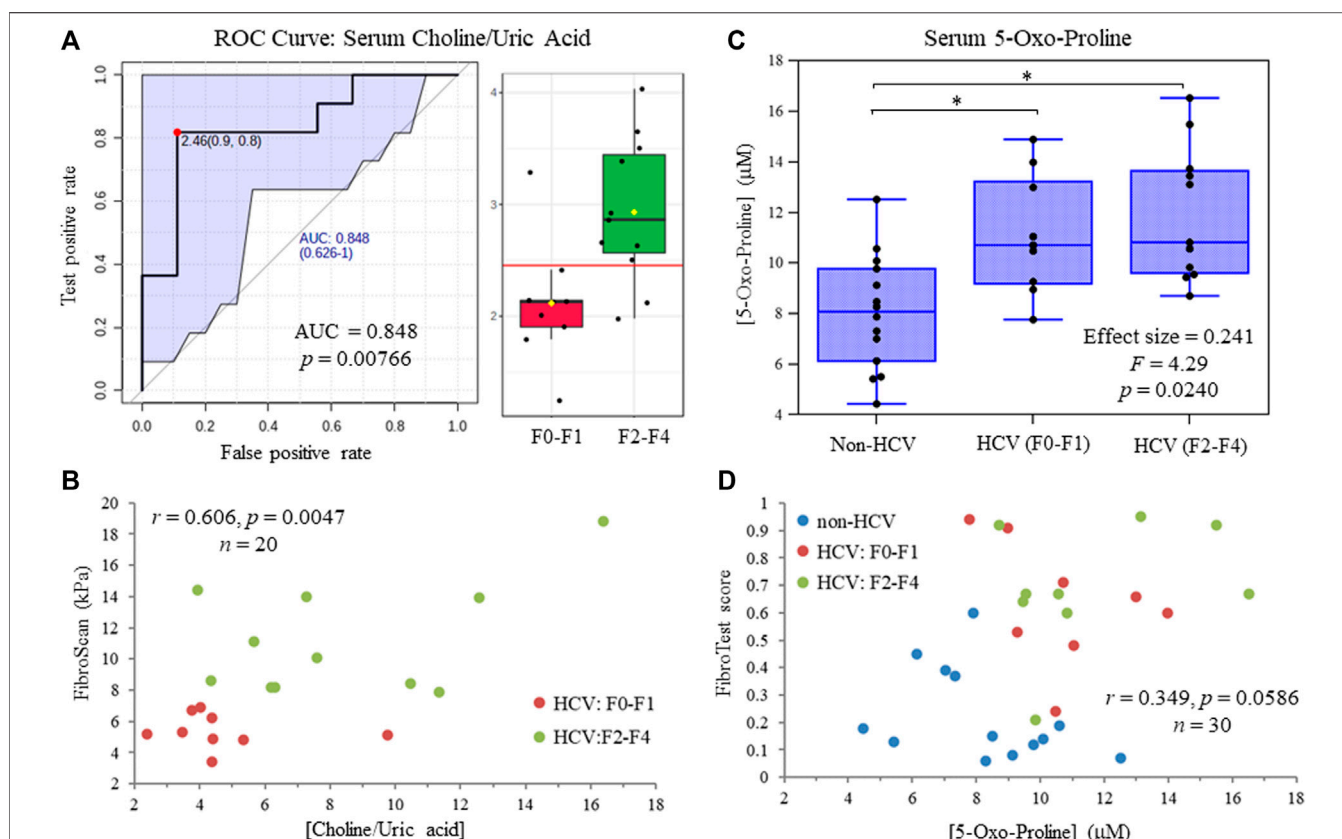 A
ROC Curve: Serum Choline/Uric Acid
Test positive rate
1.0
0.8
0.6
0.4
0.2
0.0
2.46(0.9, 0.8)
AUC: 0.848
(0.626-1)
AUC = 0.848
p = 0.00766
0.0 0.2 0.4 0.6 0.8 1.0
False positive rate
4
3
2
F0-F1 F2-F4
C
Serum 5-Oxo-Proline
[5-Oxo-Proline] (µM)
18
16
14
12
10
8
6
4
*
*
Effect size = 0.241
F = 4.29
p = 0.0240
Non-HCV HCV (F0-F1) HCV (F2-F4)
B
FibroScan (kPa)
20
18
16
14
12
10
8
6
4
2
r = 0.606, p = 0.0047
n = 20
HCV: F0-F1
HCV:F2-F4
2 4 6 8 10 12 14 16 18
[Choline/Uric acid]
D
FibroTest score
1
0.9
0.8
0.7
0.6
0.5
0.4
0.3
0.2
0.1
0
non-HCV
HCV: F0-F1
HCV: F2-F4
r = 0.349, p = 0.0586
n = 30
2 4 6 8 10 12 14 16 18
[5-Oxo-Proline] (µM)